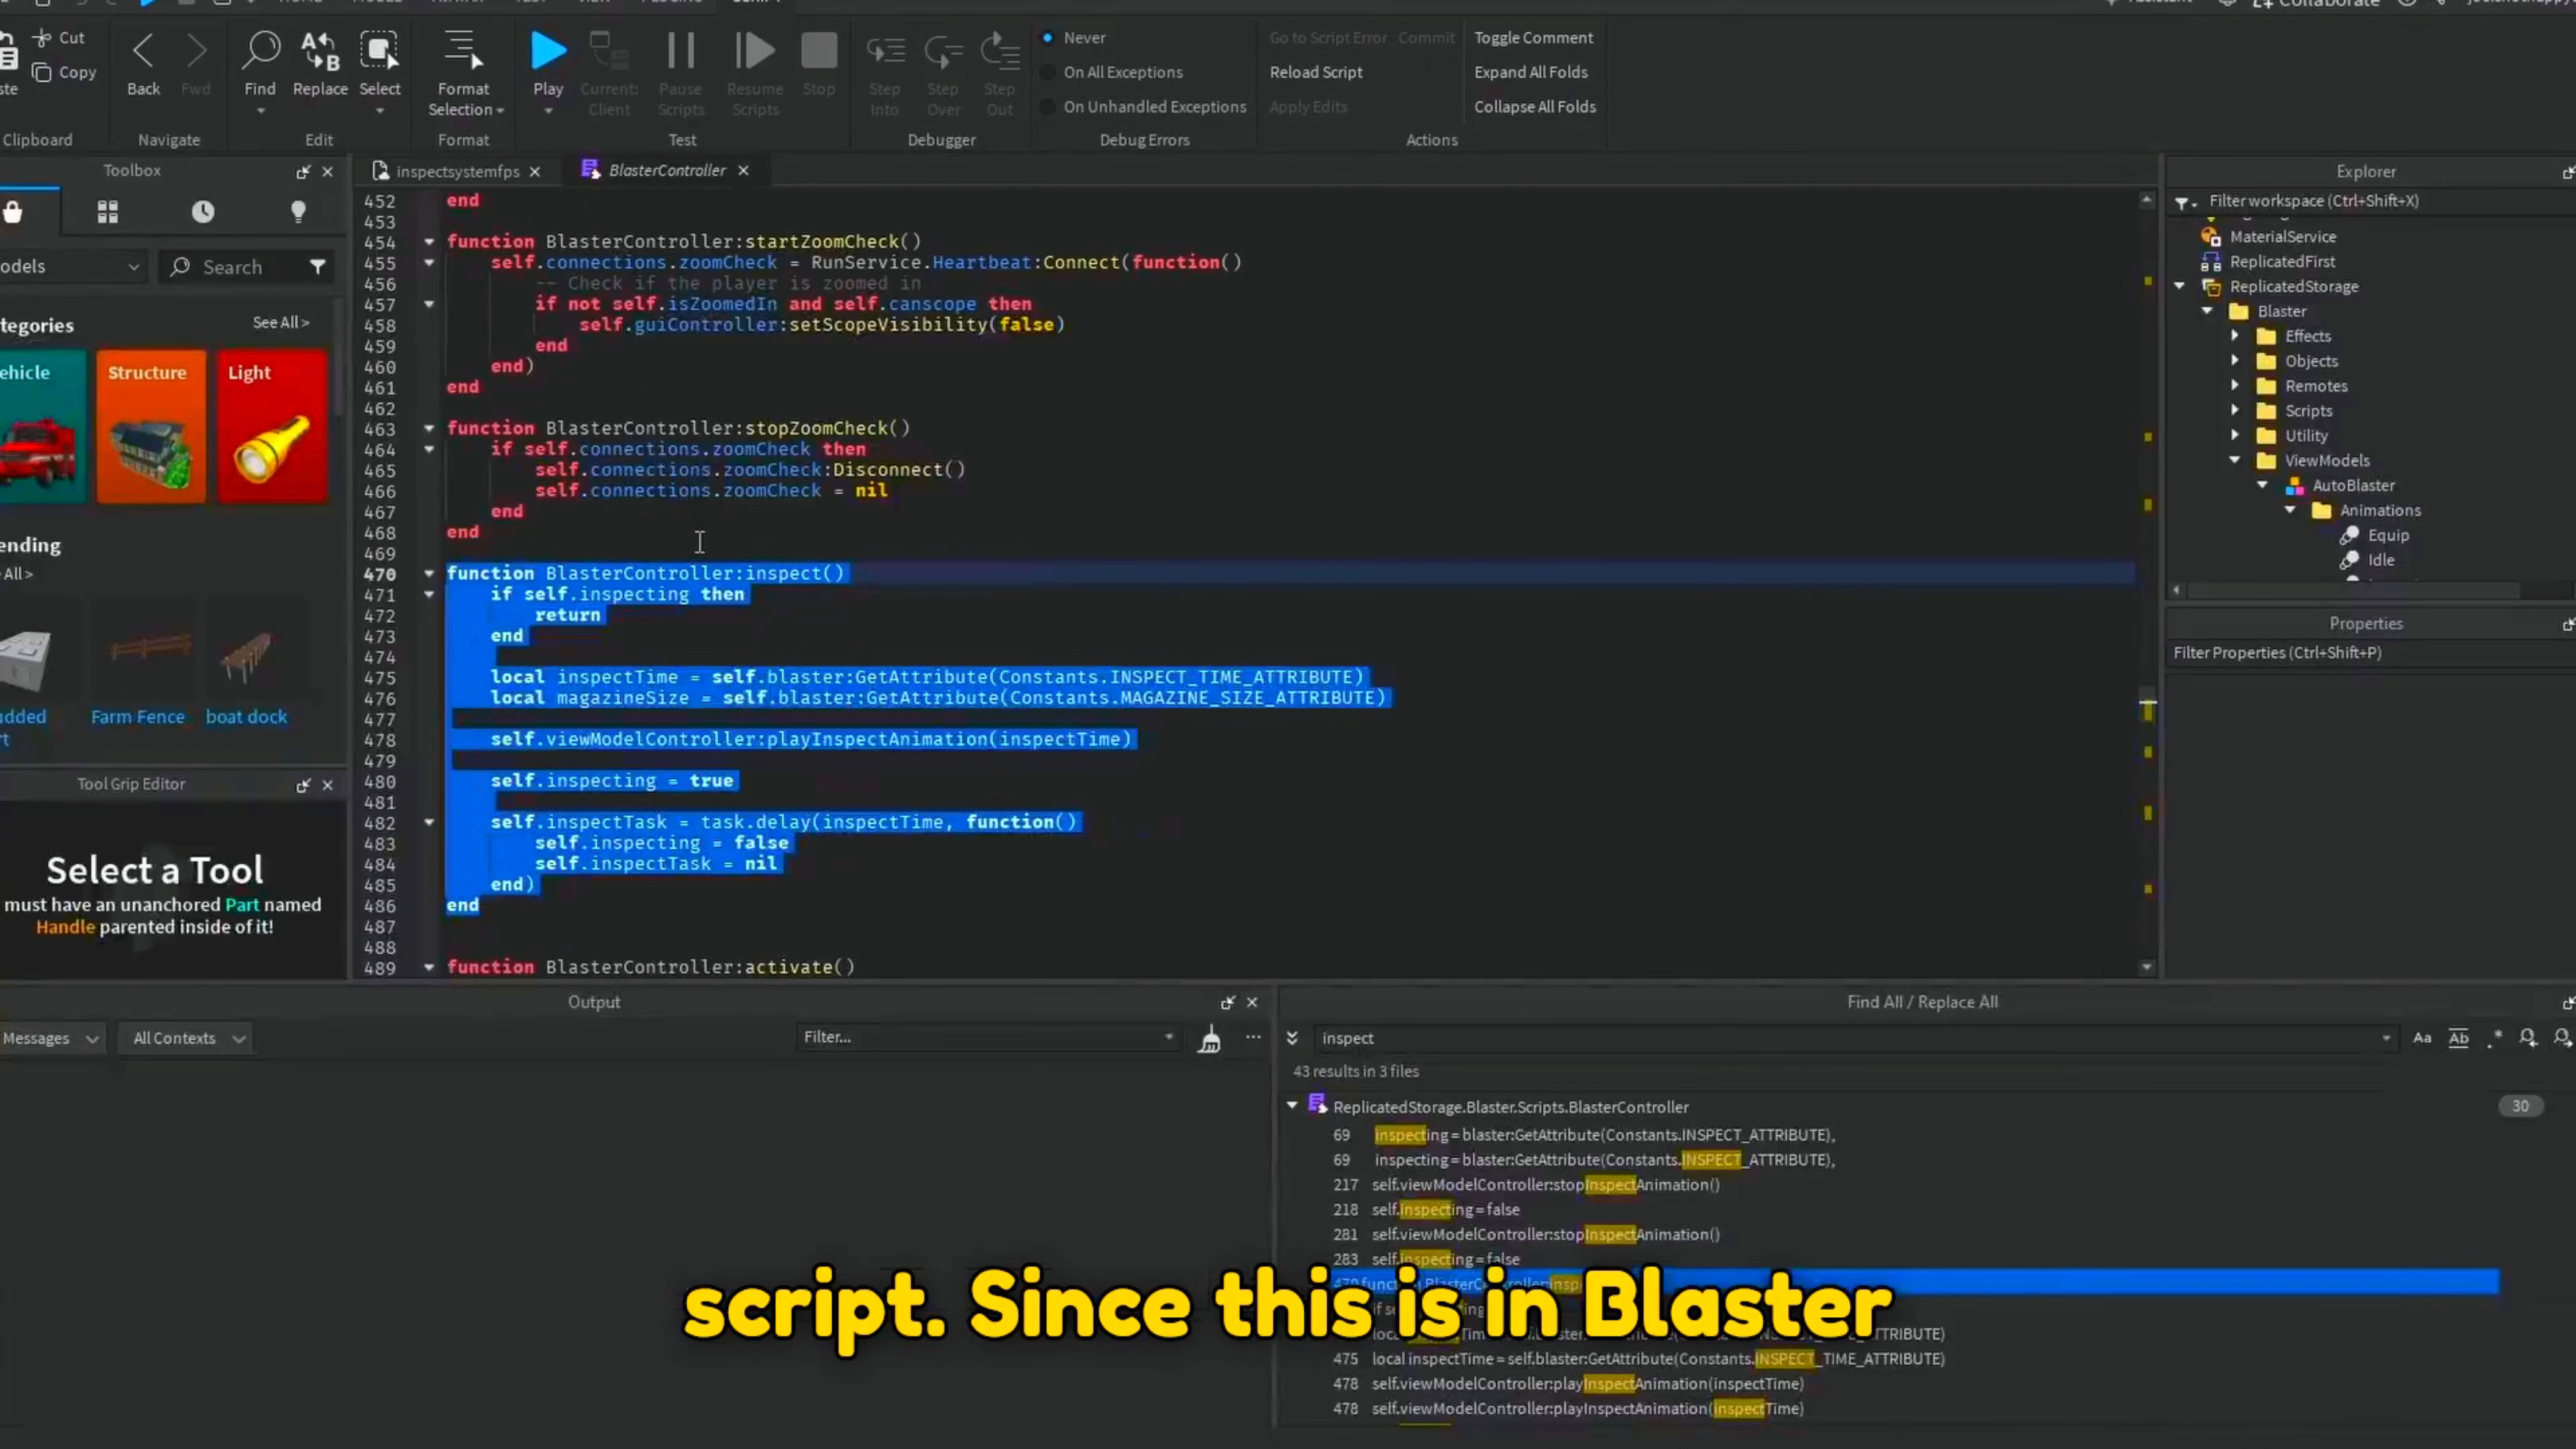 Assistant
Collaborate
Cut
Copy
Back
Fwd
Find
Replace
Select
Format
Selection
Play
Current:
Client
Pause
Scripts
Resume
Scripts
Stop
Step
Into
Step
Over
Step
Out
Never
On All Exceptions
On Unhandled Exceptions
Go to Script Error
Commit
Reload Script
Apply Edits
Toggle Comment
Expand All Folds
Collapse All Folds
Clipboard
Navigate
Edit
Format
Test
Debugger
Debug Errors
Actions
Toolbox
odels
Search
tegories
See All >
ehicle
Structure
Light
ending
All >
udded
rt
Farm Fence
boat dock
Tool Grip Editor
Select a Tool
must have an unanchored Part named
Handle parented inside of it!
inspectsystemfps
BlasterController
452 end
453
454 function BlasterController:startZoomCheck()
455 self.connections.zoomCheck = RunService.Heartbeat:Connect(function()
456 -- Check if the player is zoomed in
457 if not self.isZoomedIn and self.canscope then
458 self.guiController:setScopeVisibility(false)
459 end
460 end)
461 end
462
463 function BlasterController:stopZoomCheck()
464 if self.connections.zoomCheck then
465 self.connections.zoomCheck:Disconnect()
466 self.connections.zoomCheck = nil
467 end
468 end
469
470 function BlasterController:inspect()
471 if self.inspecting then
472 return
473 end
474
475 local inspectTime = self.blaster:GetAttribute(Constants.INSPECT_TIME_ATTRIBUTE)
476 local magazineSize = self.blaster:GetAttribute(Constants.MAGAZINE_SIZE_ATTRIBUTE)
477
478 self.viewModelController:playInspectAnimation(inspectTime)
479
480 self.inspecting = true
481
482 self.inspectTask = task.delay(inspectTime, function()
483 self.inspecting = false
484 self.inspectTask = nil
485 end)
486 end
487
488
489 function BlasterController:activate()
Explorer
Filter workspace (Ctrl+Shift+X)
MaterialService
ReplicatedFirst
ReplicatedStorage
Blaster
Effects
Objects
Remotes
Scripts
Utility
ViewModels
AutoBlaster
Animations
Equip
Idle
Properties
Filter Properties (Ctrl+Shift+P)
Output
Messages
All Contexts
Filter...
Find All / Replace All
inspect
Aa
Ab
43 results in 3 files
ReplicatedStorage.Blaster.Scripts.BlasterController
30
69 inspecting = blaster:GetAttribute(Constants.INSPECT_ATTRIBUTE),
69 inspecting = blaster:GetAttribute(Constants.INSPECT_ATTRIBUTE),
217 self.viewModelController:stopInspectAnimation()
218 self.inspecting = false
281 self.viewModelController:stopInspectAnimation()
283 self.inspecting = false
script. Since this is in Blaster
475 local inspectTime = self.blaster:GetAttribute(Constants.INSPECT_TIME_ATTRIBUTE)
478 self.viewModelController:playInspectAnimation(inspectTime)
478 self.viewModelController:playInspectAnimation(inspectTime)